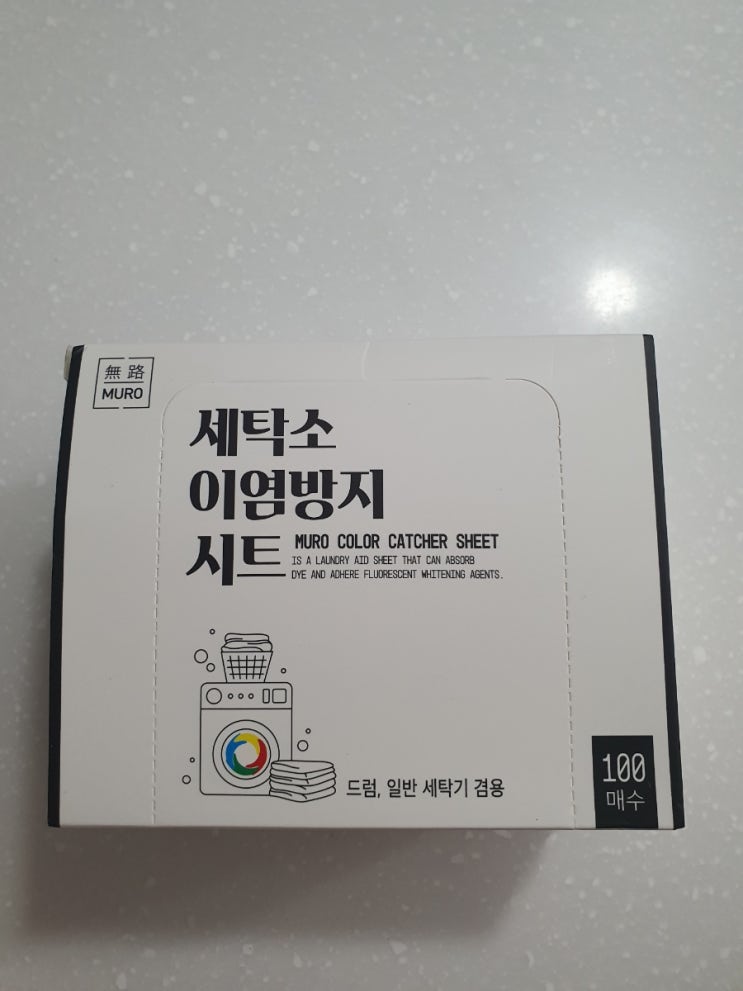 無路
MURO
세탁소
이염방지
시트
MURO COLOR CATCHER SHEET
IS A LAUNDRY AID SHEET THAT CAN ABSORB
DYE AND ADHERE FLUORESCENT WHITENING AGENTS.
드럼, 일반 세탁기 겸용
100
매수